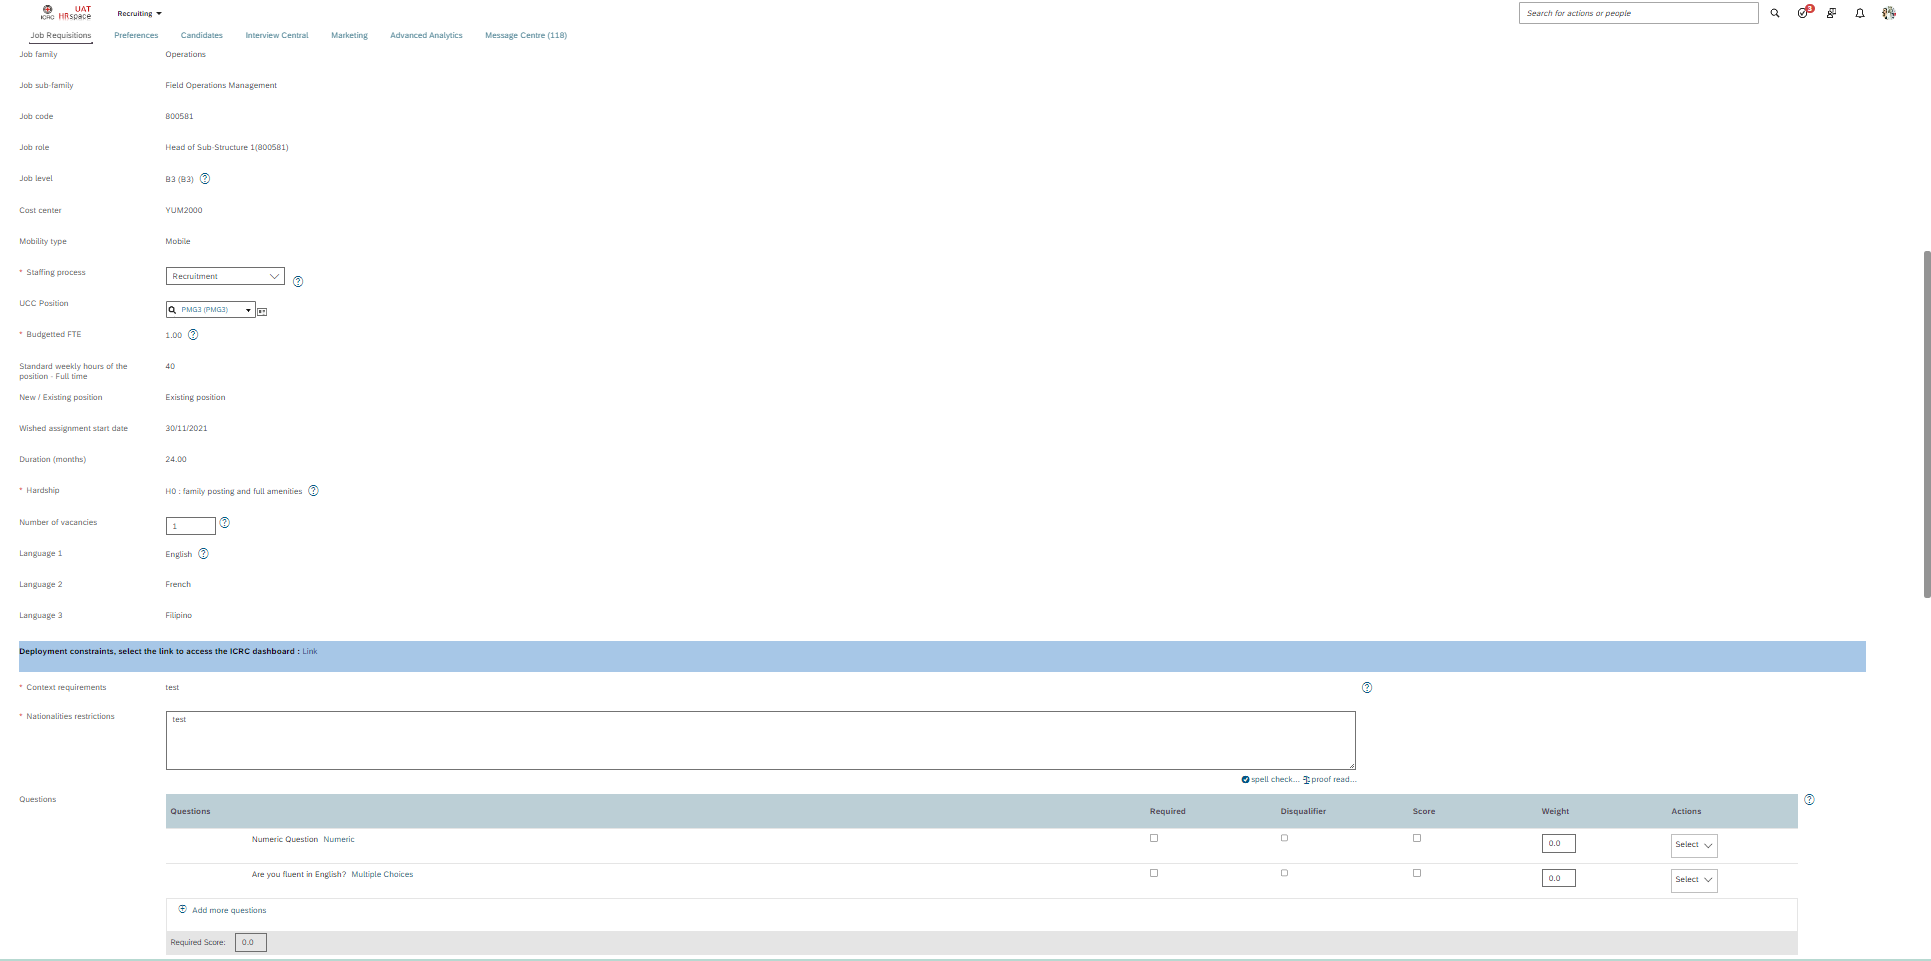 ICRC UAT HRspace Recruiting Search for actions or people 3
Job Requisitions Preferences Candidates Interview Central Marketing Advanced Analytics Message Centre (118)
Job family Operations
Job sub-family Field Operations Management
Job code 800581
Job role Head of Sub-Structure 1(800581)
Job level B3 (B3) ?
Cost center YUM2000
Mobility type Mobile
* Staffing process Recruitment ?
UCC Position PMG3 (PMG3)
* Budgetted FTE 1.00 ?
Standard weekly hours of the position - Full time 40
New / Existing position Existing position
Wished assignment start date 30/11/2021
Duration (months) 24.00
* Hardship H0 : family posting and full amenities ?
Number of vacancies 1 ?
Language 1 English ?
Language 2 French
Language 3 Filipino
Deployment constraints, select the link to access the ICRC dashboard : Link
* Context requirements test ?
* Nationalities restrictions test
spell check... proof read...
Questions ?
Questions Required Disqualifier Score Weight Actions
Numeric Question Numeric 0.0 Select
Are you fluent in English? Multiple Choices 0.0 Select
Add more questions
Required Score: 0.0